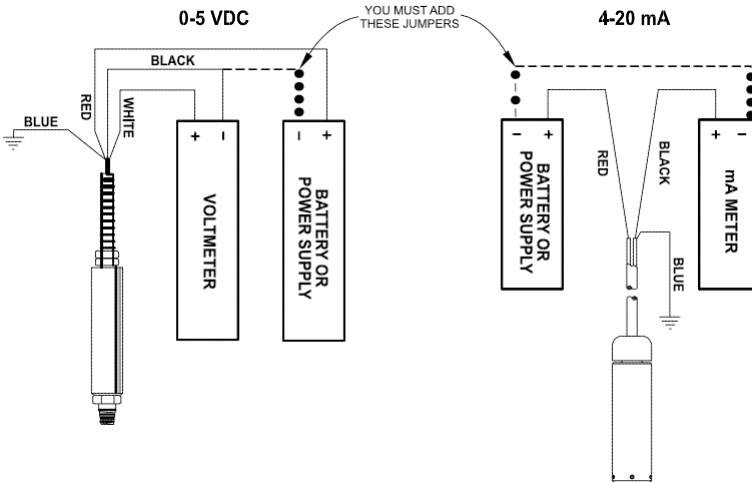 0-5 VDC
YOU MUST ADD
THESE JUMPERS
4-20 mA
BLACK
RED
WHITE
BLUE
+ -
VOLTMETER
- +
BATTERY OR
POWER SUPPLY
- +
BATTERY OR
POWER SUPPLY
RED
BLACK
+ -
mA METER
BLUE